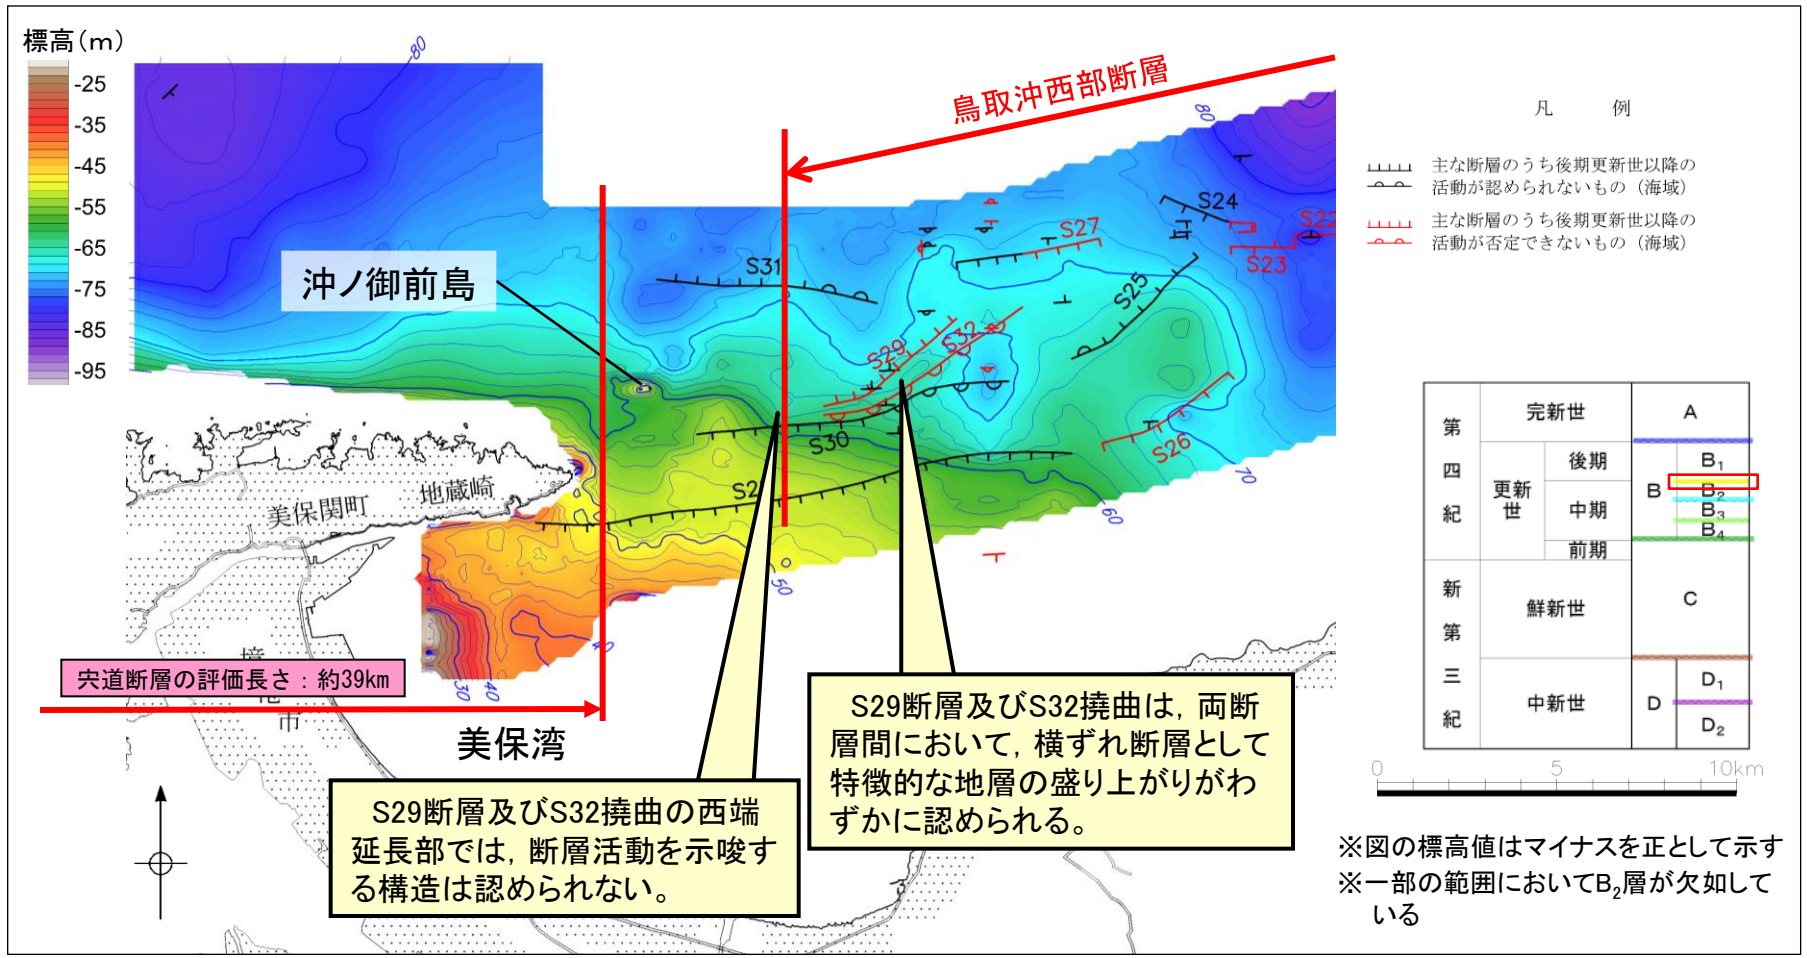 標高(m)
-25
-35
-45
-55
-65
-75
-85
-95
80
鳥取沖西部断層
80
S24
S22
S23
S27
S25
S31
沖ノ御前島
S29
S32
S30
S26
S2
70
60
50
40
30
40
美保関町
地蔵崎
境
港
市
宍道断層の評価長さ:約39km
美保湾
S29断層及びS32撓曲の西端
延長部では,断層活動を示唆す
る構造は認められない。
S29断層及びS32撓曲は,両断
層間において,横ずれ断層として
特徴的な地層の盛り上がりがわ
ずかに認められる。
凡 例
主な断層のうち後期更新世以降の
活動が認められないもの(海域)
主な断層のうち後期更新世以降の
活動が否定できないもの(海域)
第四紀
完新世
A
更新世
後期
中期
前期
B
B₁
B₂
B₃
B₄
新第三紀
鮮新世
C
中新世
D
D₁
D₂
0 5 10km
※図の標高値はマイナスを正として示す
※一部の範囲においてB₂層が欠如して
いる